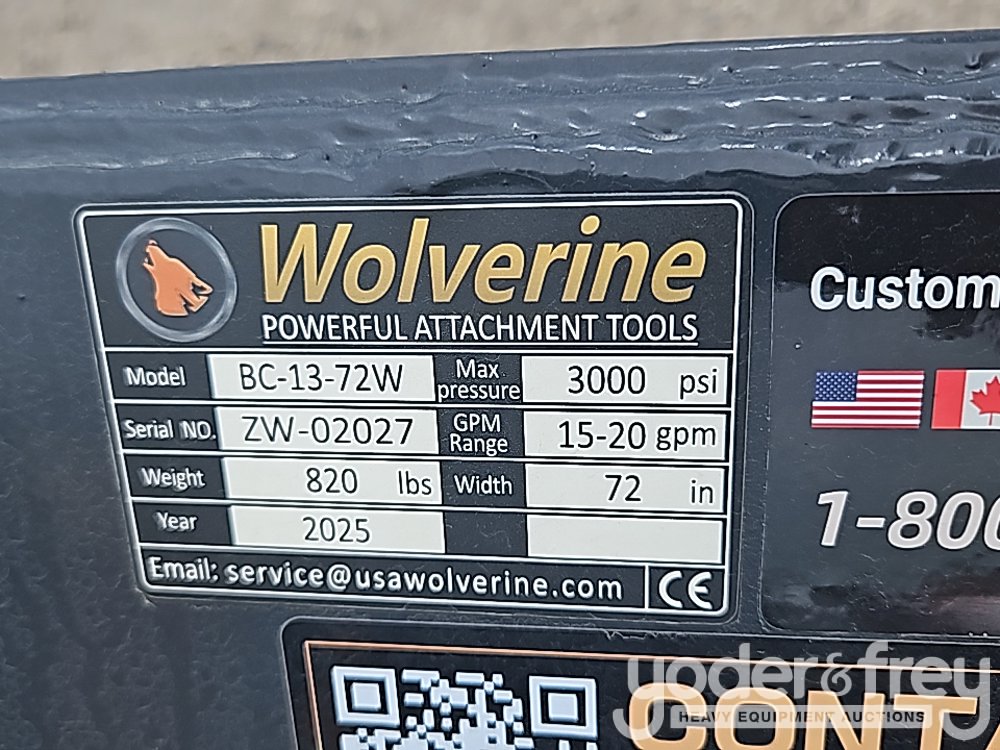 Wolverine
POWERFUL ATTACHMENT TOOLS
Model BC-13-72W Max pressure 3000 psi
Serial NO. ZW-02027 GPM Range 15-20 gpm
Weight 820 lbs Width 72 in
Year 2025
Email: service@usawolverine.com CE
Custom
1-800
CONTA
yoder&frey
HEAVY EQUIPMENT AUCTIONS